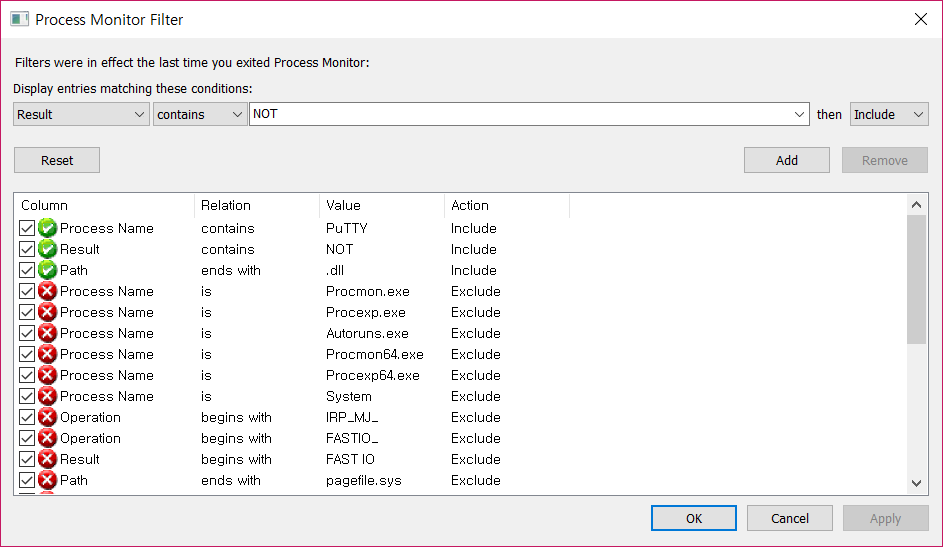 Process Monitor Filter
Filters were in effect the last time you exited Process Monitor:
Display entries matching these conditions:
Result contains NOT then Include
Reset Add Remove
Column Relation Value Action
Process Name contains PuTTY Include
Result contains NOT Include
Path ends with .dll Include
Process Name is Procmon.exe Exclude
Process Name is Procexp.exe Exclude
Process Name is Autoruns.exe Exclude
Process Name is Procmon64.exe Exclude
Process Name is Procexp64.exe Exclude
Process Name is System Exclude
Operation begins with IRP_MJ_ Exclude
Operation begins with FASTIO_ Exclude
Result begins with FAST IO Exclude
Path ends with pagefile.sys Exclude
OK Cancel Apply